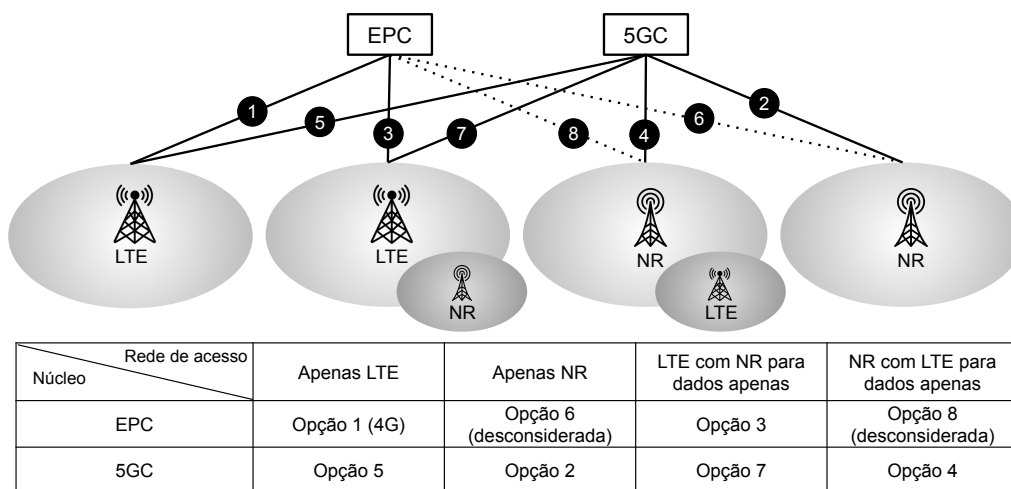 EPC
5GC
1
5
3
7
8
4
6
2
LTE
LTE
NR
NR
NR
LTE
Rede de acesso
Núcleo
Apenas LTE
Apenas NR
LTE com NR para
dados apenas
NR com LTE para
dados apenas
EPC
Opção 1 (4G)
Opção 6
(desconsiderada)
Opção 3
Opção 8
(desconsiderada)
5GC
Opção 5
Opção 2
Opção 7
Opção 4